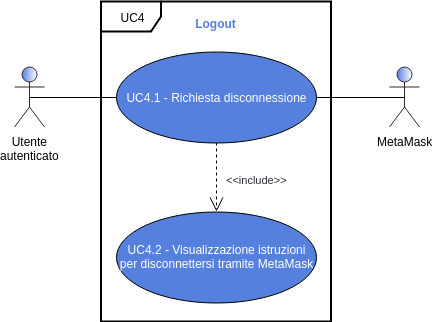 UC4
Logout
UC4.1 - Richiesta disconnessione
Utente
autenticato
MetaMask
<<include>>
UC4.2 - Visualizzazione istruzioni
per disconnettersi tramite MetaMask